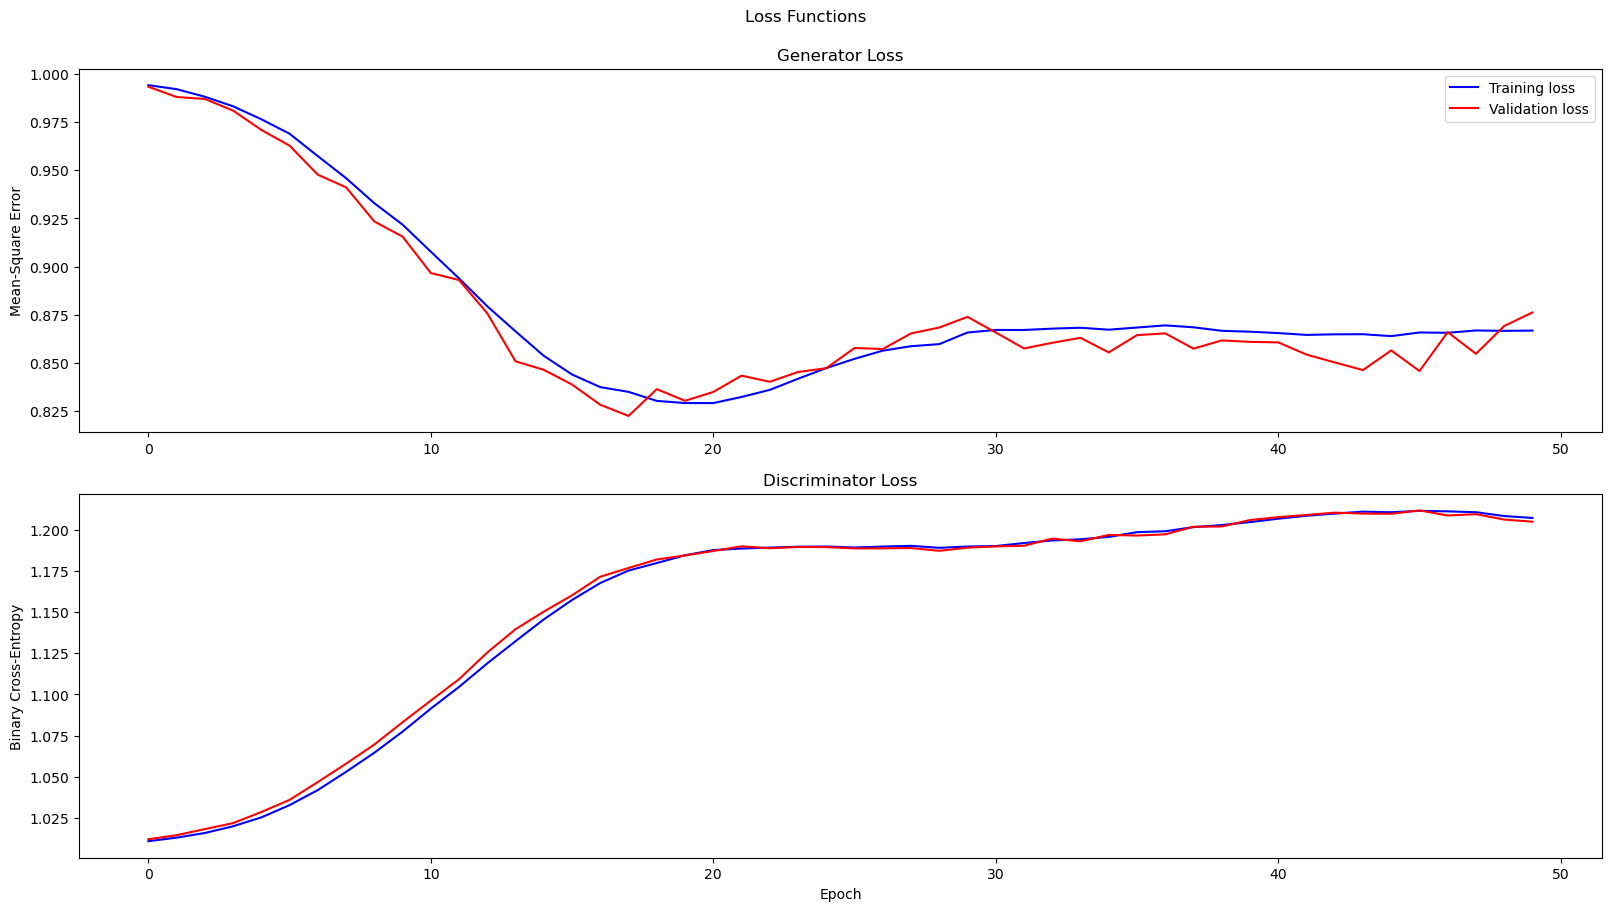 Loss Functions
Generator Loss
1.000
0.975
0.950
0.925
0.900
0.875
0.850
0.825
Mean-Square Error
Training loss
Validation loss
0 10 20 30 40 50
Discriminator Loss
1.200
1.175
1.150
1.125
1.100
1.075
1.050
1.025
Binary Cross-Entropy
0 10 20 30 40 50
Epoch